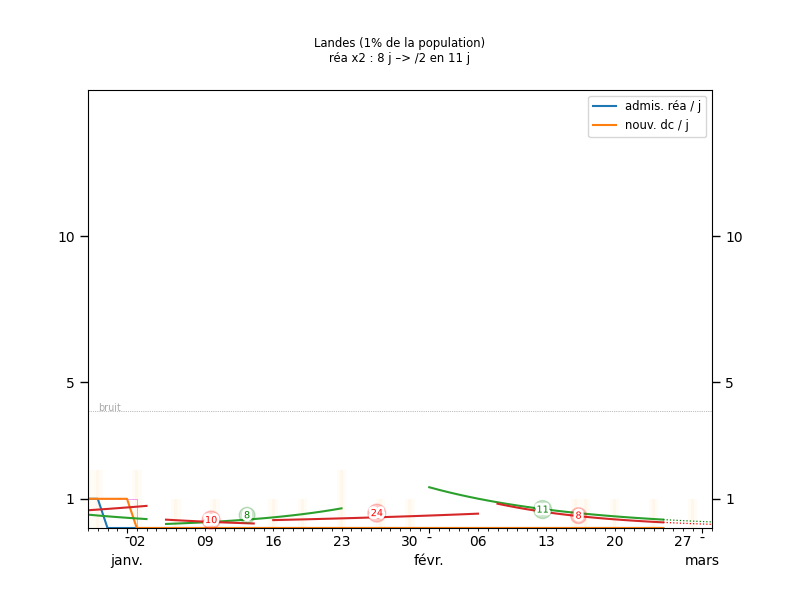 Landes (1% de la population)
réa x2 : 8 j –> /2 en 11 j
admis. réa / j
nouv. dc / j
10 10
5 5
bruit
1 1
10 8 24 11 8
02 09 16 23 30 06 13 20 27
janv. févr. mars